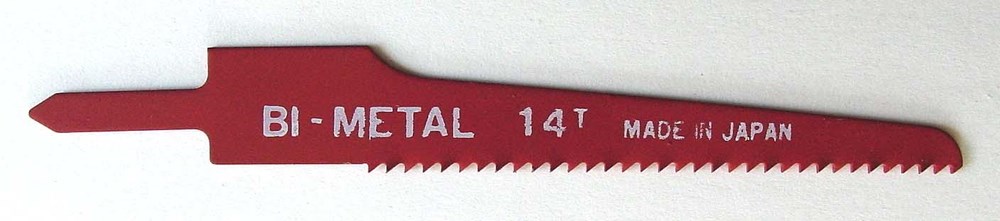 BI-METAL 14T MADE IN JAPAN